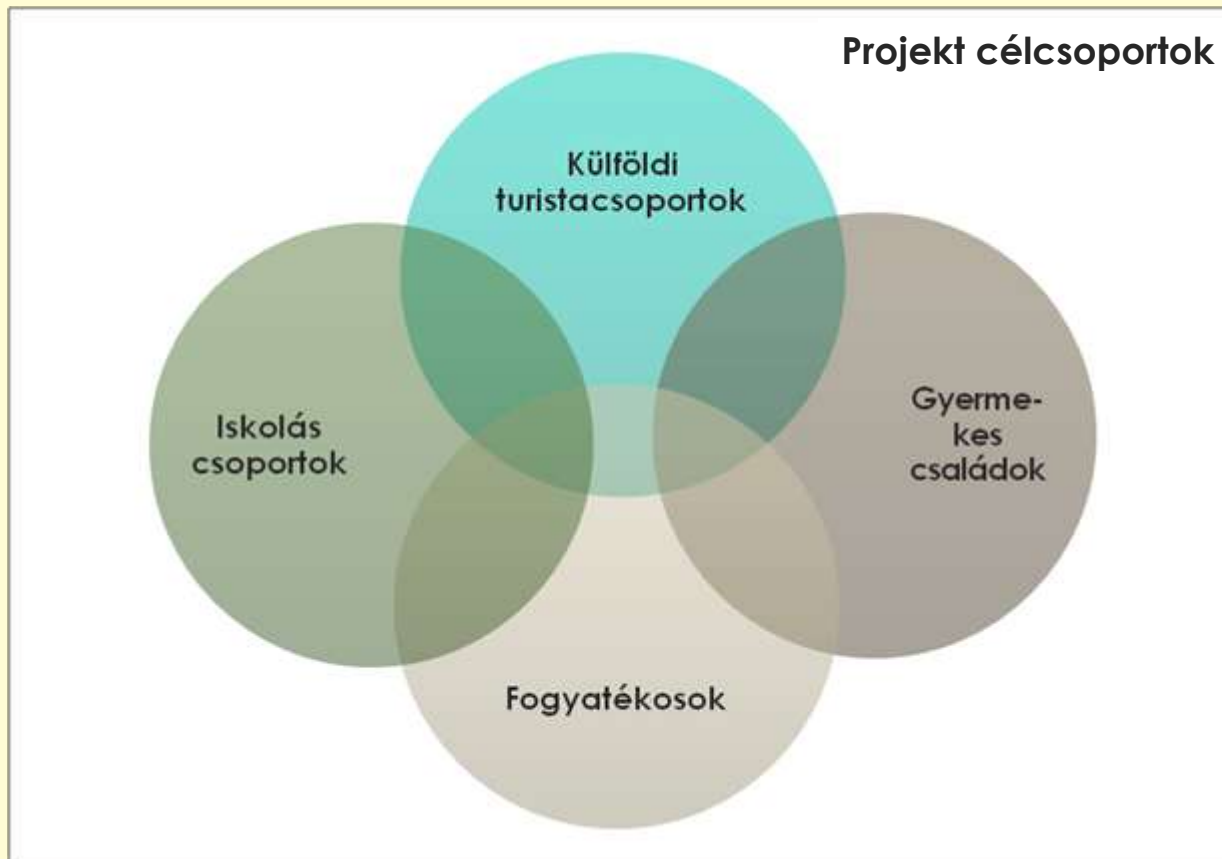 Projekt célcsoportok
Külföldi
turistacsoportok
Iskolás
csoportok
Gyerme-
kes
családok
Fogyatékosok